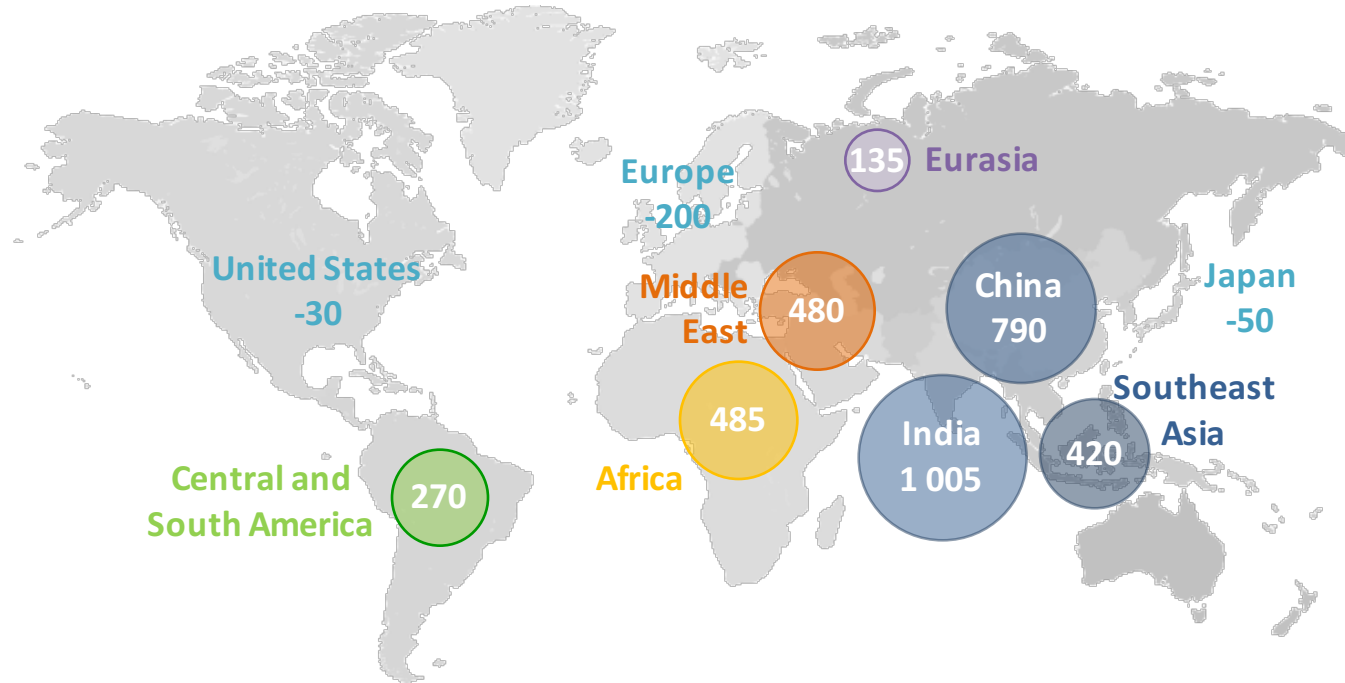 135 Eurasia
Europe
-200
United States
-30
Middle
East
480
China
790
Japan
-50
Southeast
Asia
420
India
1 005
485
Africa
Central and
South America
270